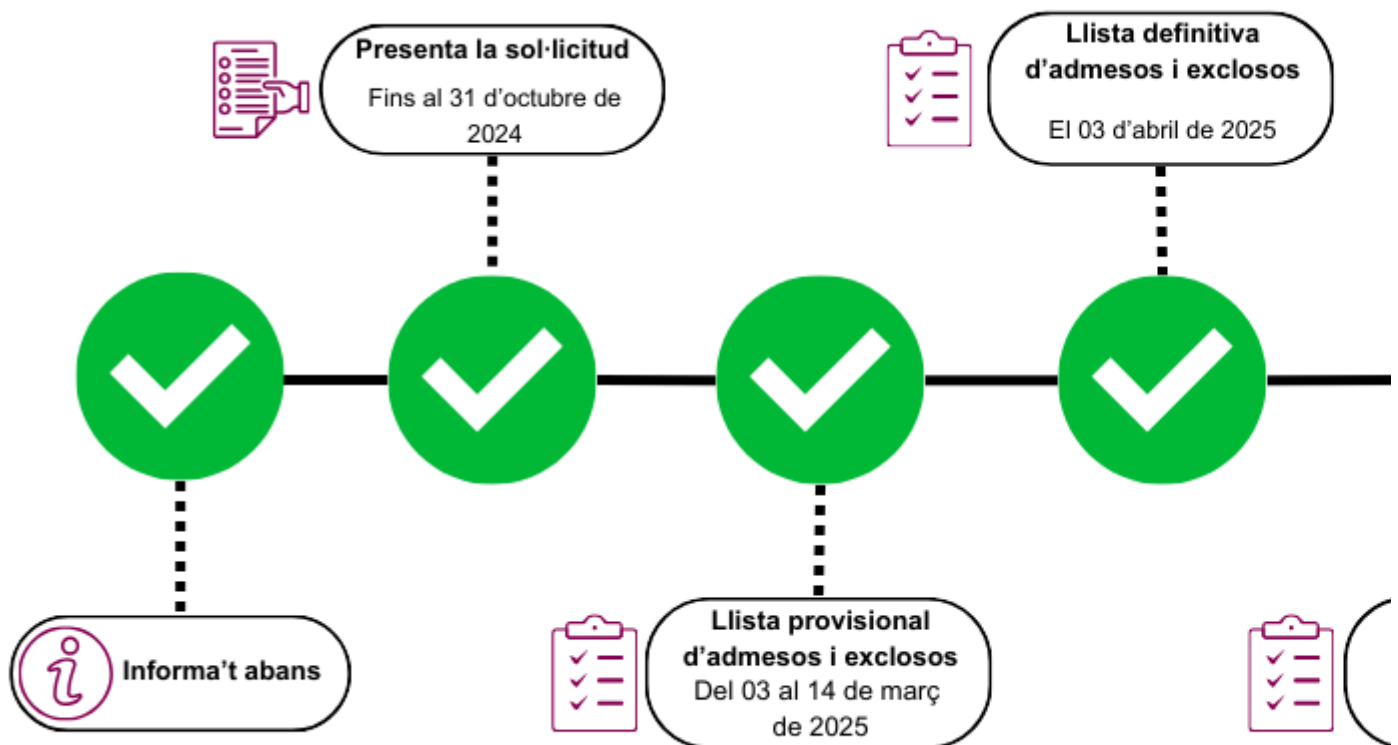 Presenta la sol·licitud
Fins al 31 d’octubre de
2024
Llista definitiva
d’admesos i exclosos
El 03 d’abril de 2025
Informa’t abans
Llista provisional
d’admesos i exclosos
Del 03 al 14 de març
de 2025